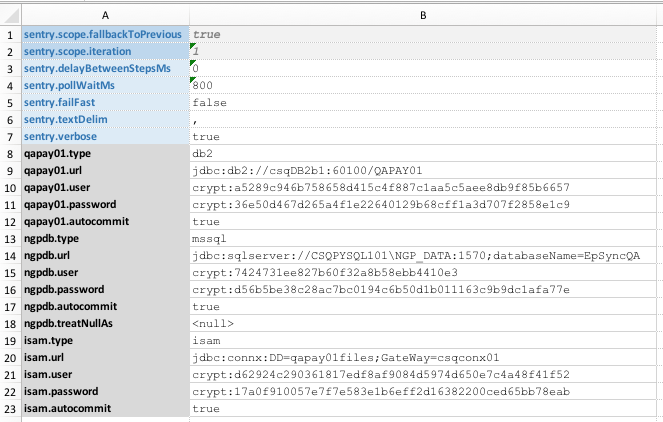 A B
1 sentry.scope.fallbackToPrevious true
2 sentry.scope.iteration 1
3 sentry.delayBetweenStepsMs 0
4 sentry.pollWaitMs 800
5 sentry.failFast false
6 sentry.textDelim ,
7 sentry.verbose true
8 qapay01.type db2
9 qapay01.url jdbc:db2://csqDB2b1:60100/QAPAY01
10 qapay01.user crypt:a5289c946b758658d415c4f887c1aa5c5aee8db9f85b6657
11 qapay01.password crypt:36e50d467d265a4f1e22640129b68cff1a3d707f2858e1c9
12 qapay01.autocommit true
13 ngpdb.type mssql
14 ngpdb.url jdbc:sqlserver://CSQPYSQL101\NGP_DATA:1570;databaseName=EpSyncQA
15 ngpdb.user crypt:7424731ee827b60f32a8b58ebb4410e3
16 ngpdb.password crypt:d56b5be38c28ac7bc0194c6b50d1b011163c9b9dc1afa77e
17 ngpdb.autocommit true
18 ngpdb.treatNullAs <null>
19 isam.type isam
20 isam.url jdbc:connx:DD=qapay01files;GateWay=csqconx01
21 isam.user crypt:d62924c290361817edf8af9084d5974d650e7c4a48f41f52
22 isam.password crypt:17a0f910057e7f7e583e1b6eff2d16382200ced65bb78eab
23 isam.autocommit true